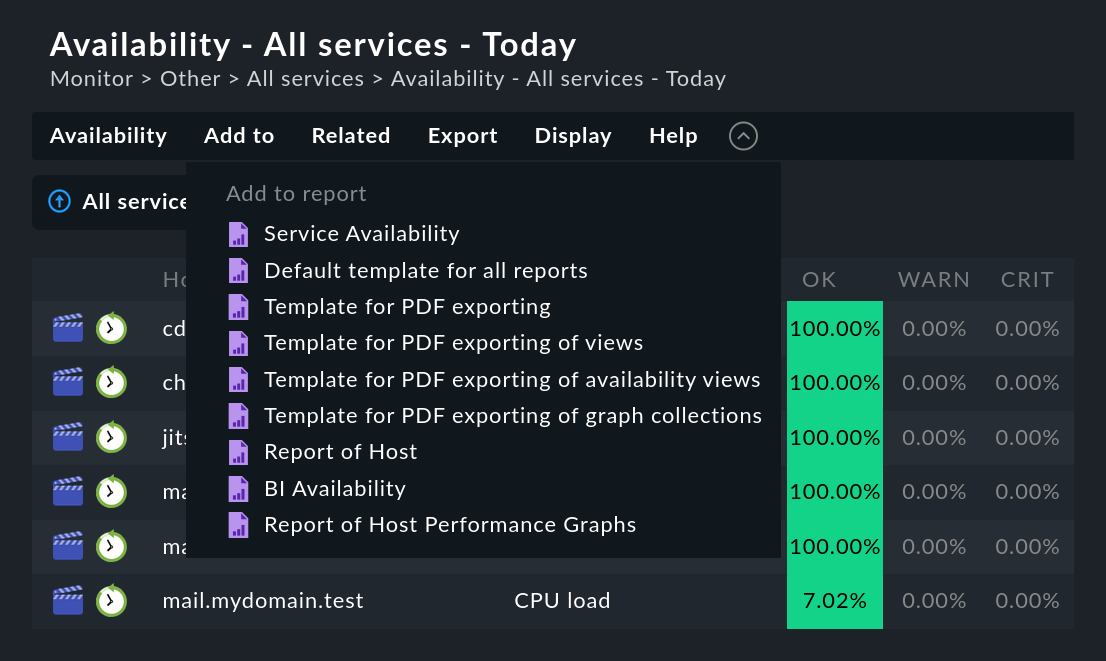 Availability - All services - Today
Monitor > Other > All services > Availability - All services - Today
Availability Add to Related Export Display Help
All service
Add to report
Service Availability
Default template for all reports
Template for PDF exporting
Template for PDF exporting of views
Template for PDF exporting of availability views
Template for PDF exporting of graph collections
Report of Host
BI Availability
Report of Host Performance Graphs
OK WARN CRIT
cd 100.00% 0.00% 0.00%
ch 100.00% 0.00% 0.00%
jits 100.00% 0.00% 0.00%
ma 100.00% 0.00% 0.00%
ma 100.00% 0.00% 0.00%
mail.mydomain.test CPU load 7.02% 0.00% 0.00%